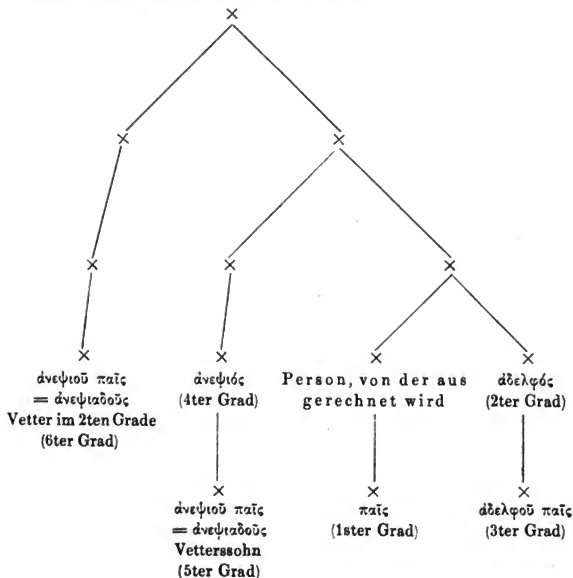 ἀνεψιοῦ παῖς
= ἀνεψιαδοῦς
Vetter im 2ten Grade
(6ter Grad)
ἀνεψιός
(4ter Grad)
Person, von der aus
gerechnet wird
ἀδελφός
(2ter Grad)
ἀνεψιοῦ παῖς
= ἀνεψιαδοῦς
Vetterssohn
(5ter Grad)
παῖς
(1ster Grad)
ἀδελφοῦ παῖς
(3ter Grad)